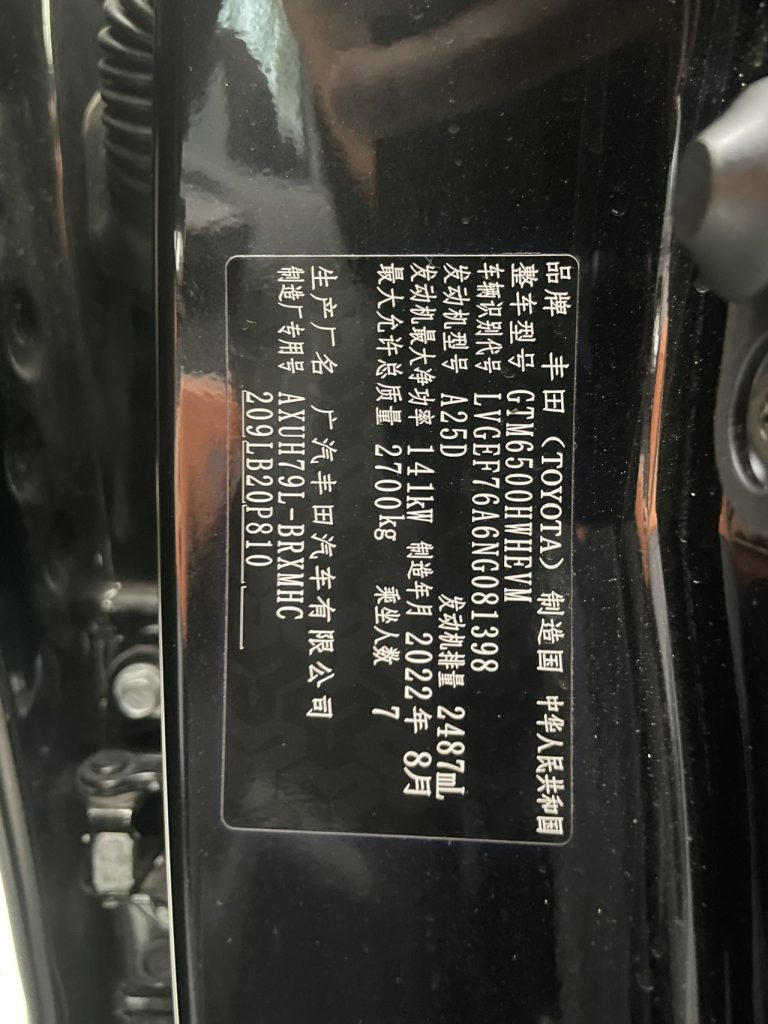 品牌 丰田（TOYOTA） 制造国 中华人民共和国
整车型号 GTM6500HWHEVM
车辆识别代号 LVGEF76A6NG081398
发动机型号 A25D 发动机排量 2487mL
发动机最大净功率 141kW 制造年月 2022年 8月
最大允许总质量 2700kg 乘坐人数 7
生产厂名 广汽丰田汽车有限公司
制造厂专用号 AXUH79L-BRXMHC
209LB20P810